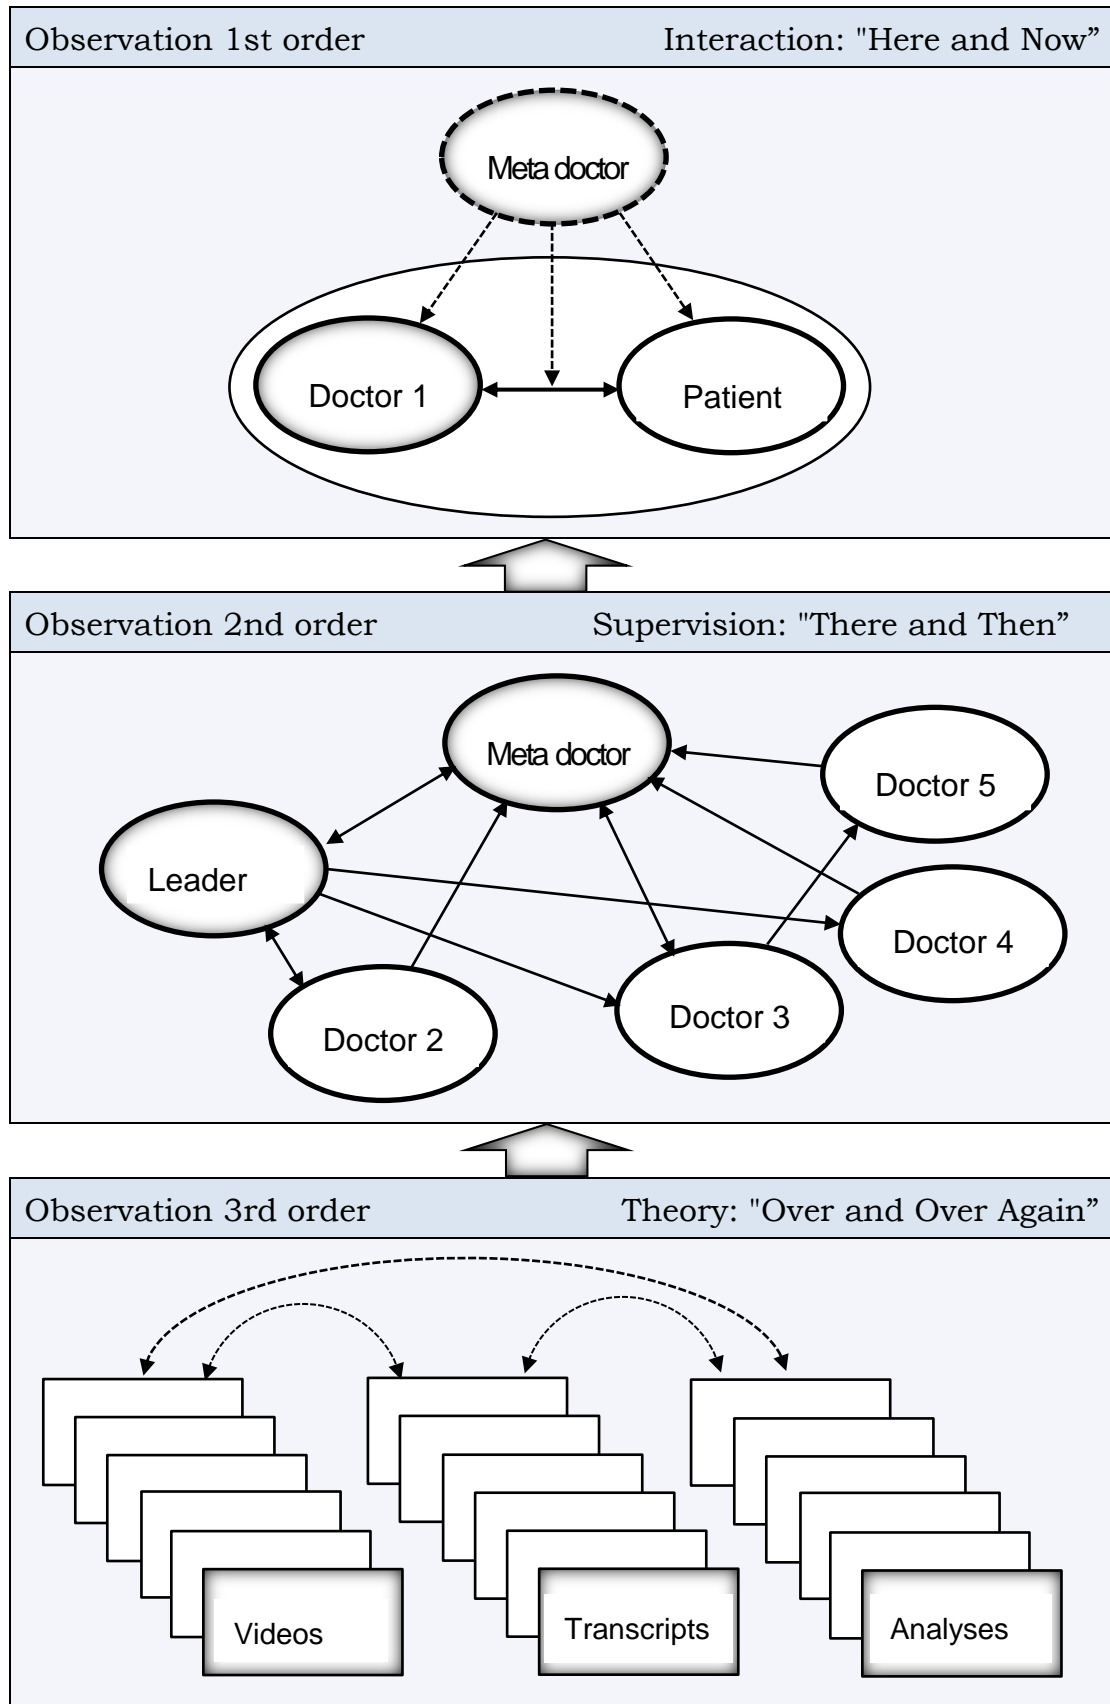 Observation 1st order Interaction: "Here and Now”
Meta doctor
Doctor 1
Patient
Observation 2nd order Supervision: "There and Then”
Meta doctor
Doctor 5
Leader
Doctor 4
Doctor 3
Doctor 2
Observation 3rd order Theory: "Over and Over Again”
Videos
Transcripts
Analyses